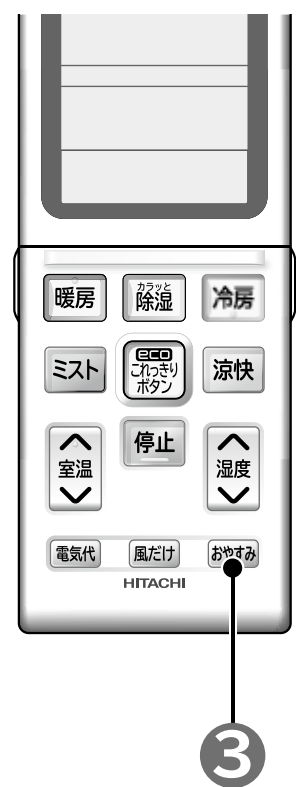 暖房
カラッと
除湿
冷房
ミスト
eco
これっきり
ボタン
涼快
室温
停止
湿度
電気代
風だけ
おやすみ
HITACHI
3